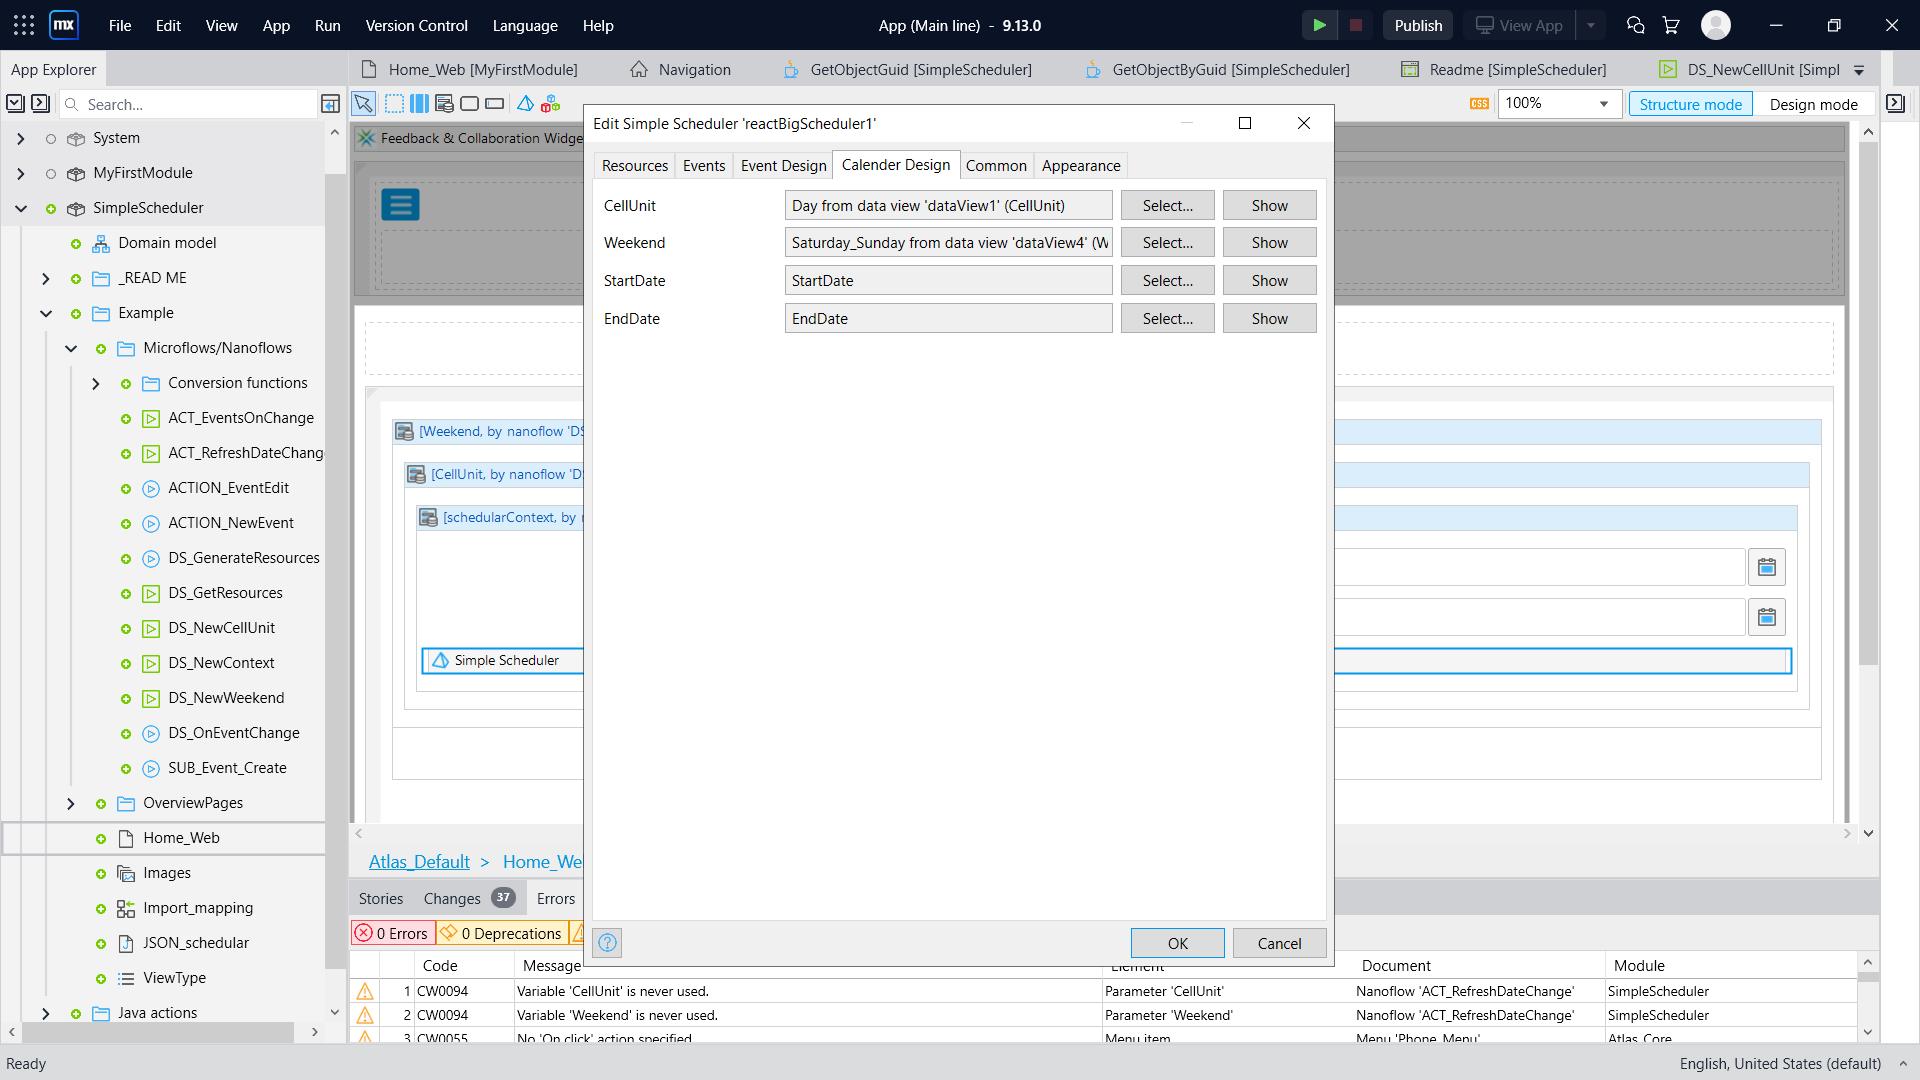 mx File Edit View App Run Version Control Language Help App (Main line) - 9.13.0 Publish View App
App Explorer Home_Web [MyFirstModule] Navigation GetObjectGuid [SimpleScheduler] GetObjectByGuid [SimpleScheduler] Readme [SimpleScheduler] DS_NewCellUnit [Simpl
Search... CSS 100% Structure mode Design mode
System
MyFirstModule
SimpleScheduler
Domain model
_READ ME
Example
Microflows/Nanoflows
Conversion functions
ACT_EventsOnChange
ACT_RefreshDateChang
ACTION_EventEdit
ACTION_NewEvent
DS_GenerateResources
DS_GetResources
DS_NewCellUnit
DS_NewContext
DS_NewWeekend
DS_OnEventChange
SUB_Event_Create
OverviewPages
Home_Web
Images
Import_mapping
JSON_schedular
ViewType
Java actions
Feedback & Collaboration Widge
[Weekend, by nanoflow 'DS
[CellUnit, by nanoflow 'D
[schedularContext, by
Simple Scheduler
Edit Simple Scheduler 'reactBigScheduler1'
Resources Events Event Design Calender Design Common Appearance
CellUnit Day from data view 'dataView1' (CellUnit) Select... Show
Weekend Saturday_Sunday from data view 'dataView4' (W Select... Show
StartDate StartDate Select... Show
EndDate EndDate Select... Show
OK Cancel
Atlas_Default > Home_We
Stories Changes 37 Errors
0 Errors 0 Deprecations
Code Message Element Document Module
1 CW0094 Variable 'CellUnit' is never used. Parameter 'CellUnit' Nanoflow 'ACT_RefreshDateChange' SimpleScheduler
2 CW0094 Variable 'Weekend' is never used. Parameter 'Weekend' Nanoflow 'ACT_RefreshDateChange' SimpleScheduler
3 CW0055 No 'On click' action specified Menu item Menu 'Phone_Menu' Atlas_Core
Ready English, United States (default)